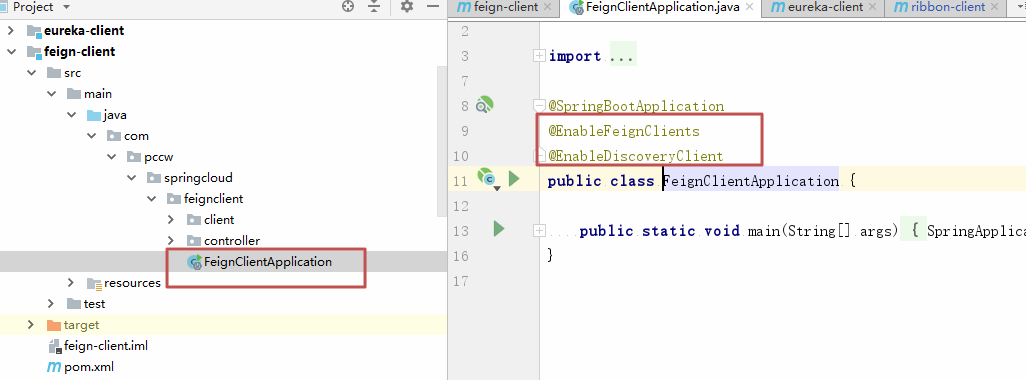 Project
eureka-client
feign-client
src
main
java
com
pccw
springcloud
feignclient
client
controller
FeignClientApplication
resources
test
target
feign-client.iml
pom.xml
feign-client
FeignClientApplication.java
eureka-client
ribbon-client
2
3 import ...
7
8 @SpringBootApplication
9 @EnableFeignClients
10 @EnableDiscoveryClient
11 public class FeignClientApplication {
12
13 public static void main(String[] args) { SpringApplica
16 }
17